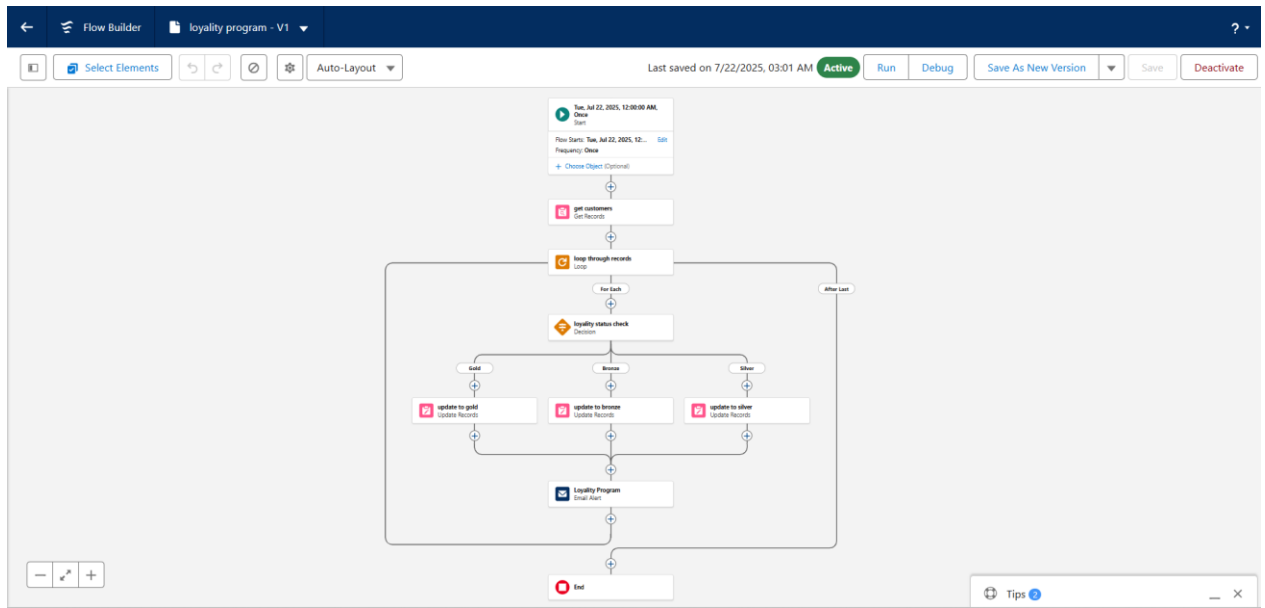 Flow Builder
loyality program - V1
?
Select Elements
Auto-Layout
Last saved on 7/22/2025, 03:01 AM
Active
Run
Debug
Save As New Version
Save
Deactivate
Tue, Jul 22, 2025, 12:00:00 AM,
Once
Start
Flow Starts: Tue, Jul 22, 2025, 12:...
Edit
Frequency: Once
+ Choose Object (Optional)
get customers
Get Records
loop through records
Loop
For Each
After Last
loyality status check
Decision
Gold
Bronze
Silver
update to gold
Update Records
update to bronze
Update Records
update to silver
Update Records
Loyality Program
Email Alert
End
Tips 2